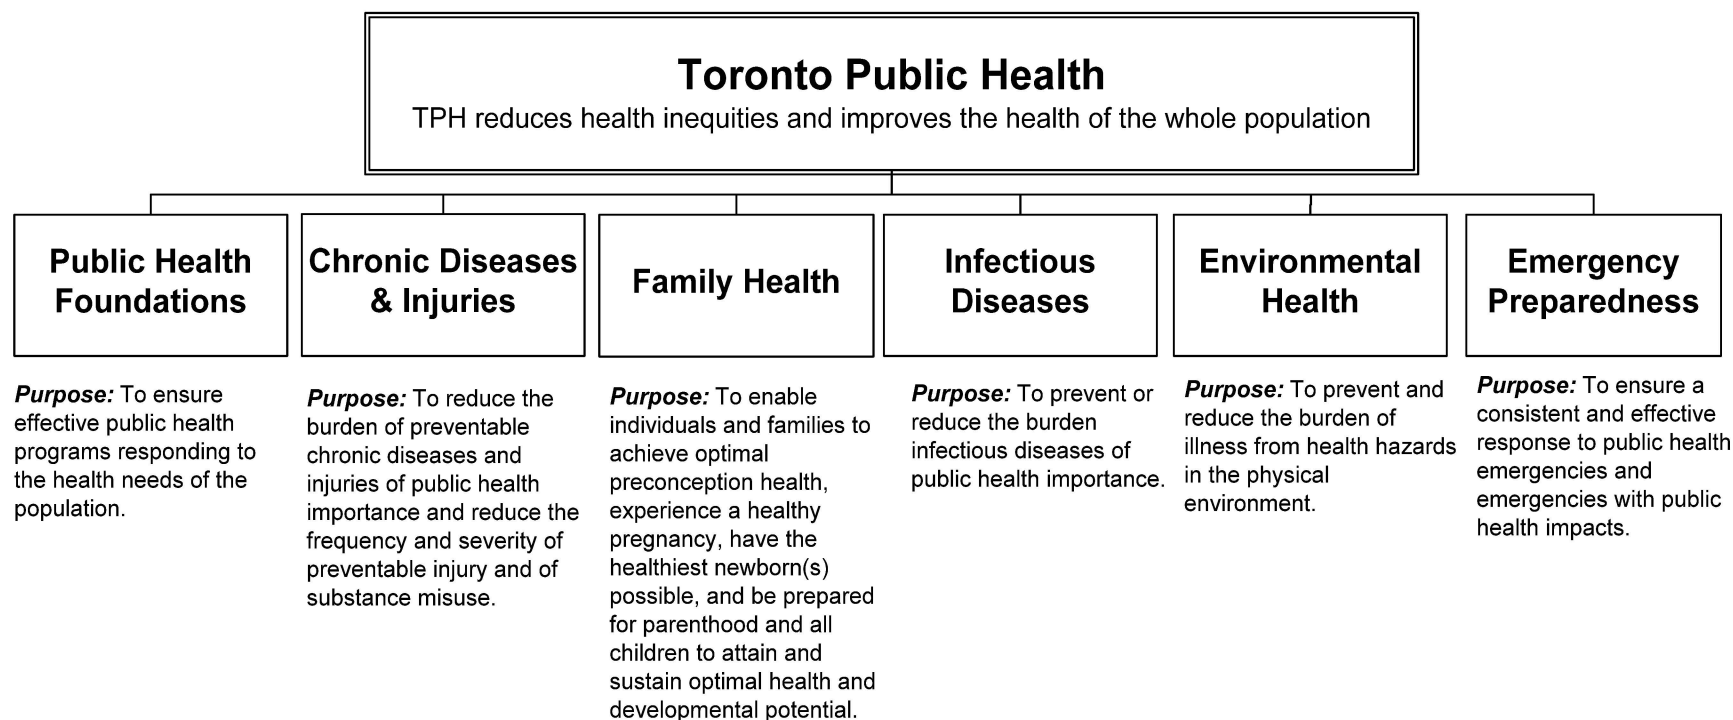 Toronto Public Health
TPH reduces health inequities and improves the health of the whole population
Public Health
Foundations
Chronic Diseases
& Injuries
Family Health
Infectious
Diseases
Environmental
Health
Emergency
Preparedness
Purpose: To ensure
effective public health
programs responding to
the health needs of the
population.
Purpose: To reduce the
burden of preventable
chronic diseases and
injuries of public health
importance and reduce the
frequency and severity of
preventable injury and of
substance misuse.
Purpose: To enable
individuals and families to
achieve optimal
preconception health,
experience a healthy
pregnancy, have the
healthiest newborn(s)
possible, and be prepared
for parenthood and all
children to attain and
sustain optimal health and
developmental potential.
Purpose: To prevent or
reduce the burden
infectious diseases of
public health importance.
Purpose: To prevent and
reduce the burden of
illness from health hazards
in the physical
environment.
Purpose: To ensure a
consistent and effective
response to public health
emergencies and
emergencies with public
health impacts.